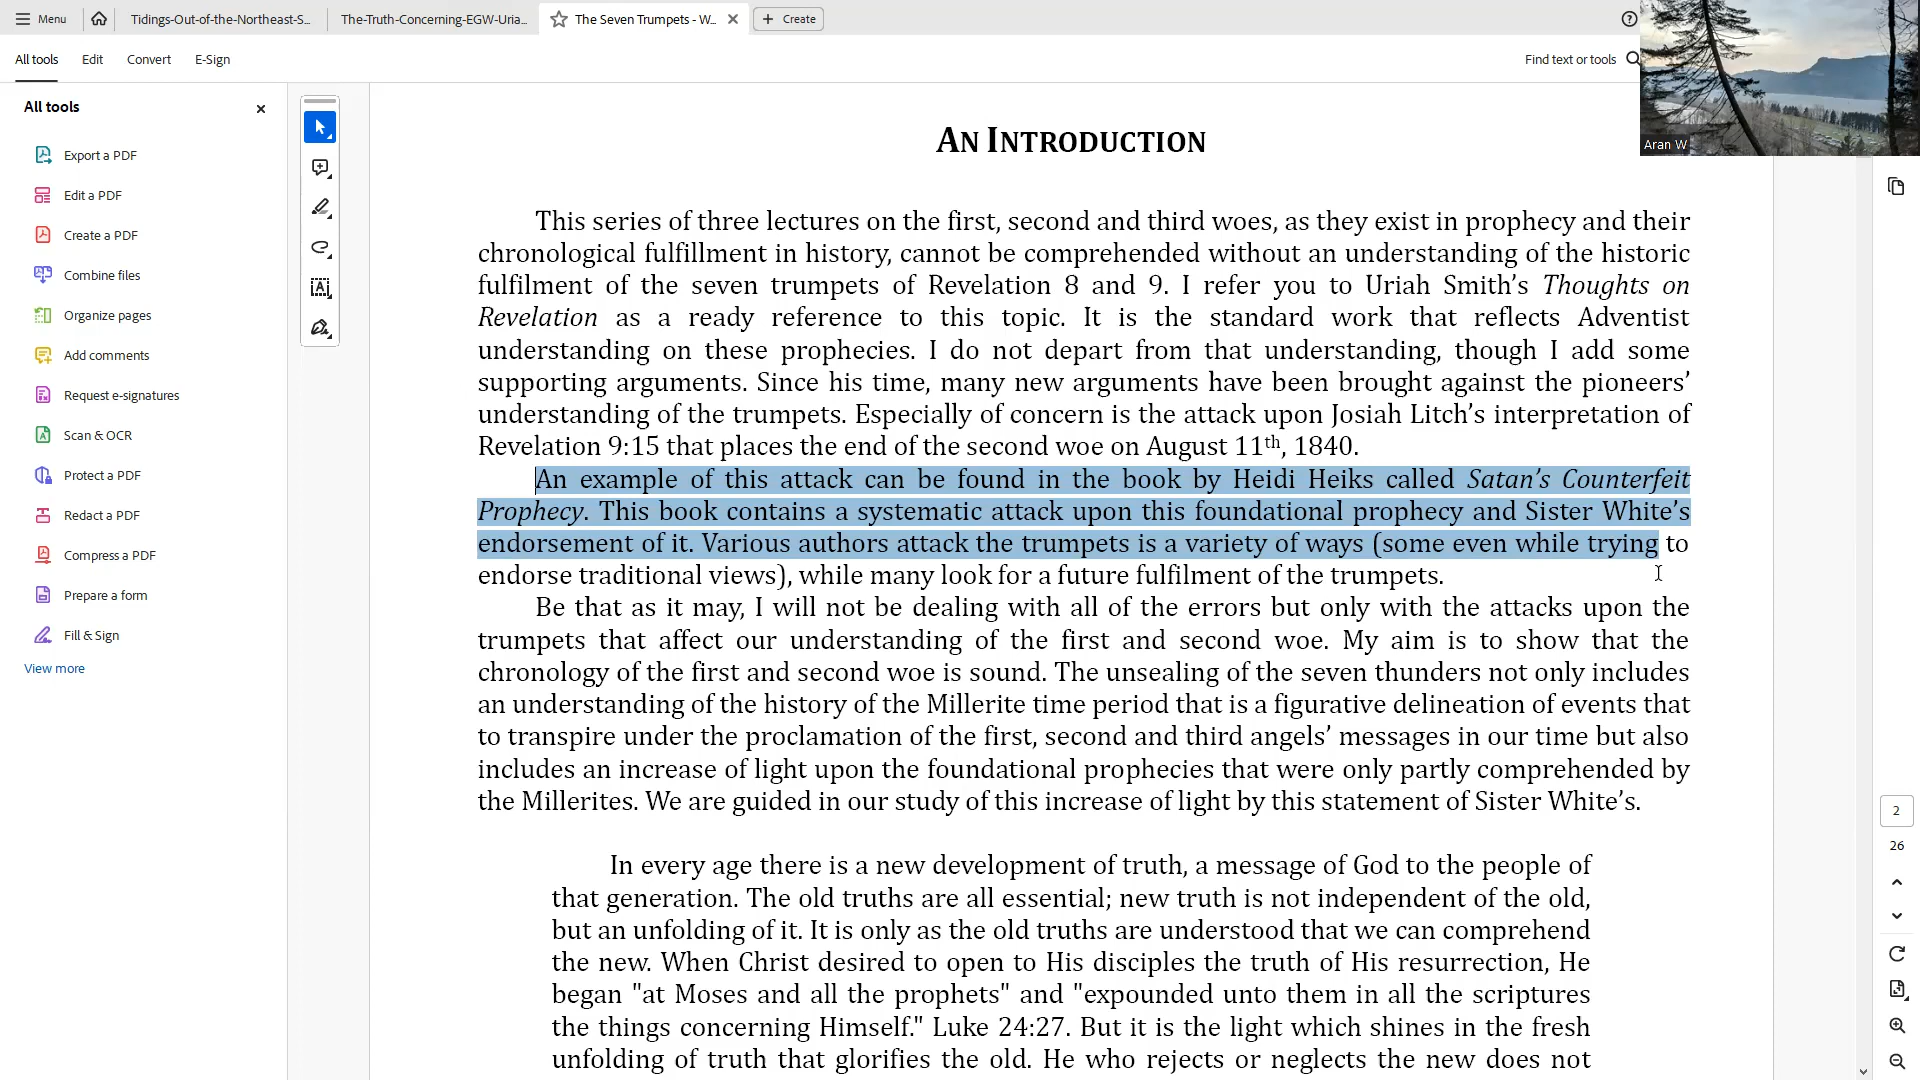 Menu
Tidings-Out-of-the-Northeast-S...
The-Truth-Concerning-EGW-Uria...
The Seven Trumpets - W...
Create
All tools
Edit
Convert
E-Sign
Find text or tools
Aran W
All tools
Export a PDF
Edit a PDF
Create a PDF
Combine files
Organize pages
Add comments
Request e-signatures
Scan & OCR
Protect a PDF
Redact a PDF
Compress a PDF
Prepare a form
Fill & Sign
View more
AN INTRODUCTION
This series of three lectures on the first, second and third woes, as they exist in prophecy and their
chronological fulfillment in history, cannot be comprehended without an understanding of the historic
fulfilment of the seven trumpets of Revelation 8 and 9. I refer you to Uriah Smith’s Thoughts on
Revelation as a ready reference to this topic. It is the standard work that reflects Adventist
understanding on these prophecies. I do not depart from that understanding, though I add some
supporting arguments. Since his time, many new arguments have been brought against the pioneers’
understanding of the trumpets. Especially of concern is the attack upon Josiah Litch’s interpretation of
Revelation 9:15 that places the end of the second woe on August 11th, 1840.
An example of this attack can be found in the book by Heidi Heiks called Satan’s Counterfeit
Prophecy. This book contains a systematic attack upon this foundational prophecy and Sister White’s
endorsement of it. Various authors attack the trumpets is a variety of ways (some even while trying to
endorse traditional views), while many look for a future fulfilment of the trumpets.
Be that as it may, I will not be dealing with all of the errors but only with the attacks upon the
trumpets that affect our understanding of the first and second woe. My aim is to show that the
chronology of the first and second woe is sound. The unsealing of the seven thunders not only includes
an understanding of the history of the Millerite time period that is a figurative delineation of events that
to transpire under the proclamation of the first, second and third angels’ messages in our time but also
includes an increase of light upon the foundational prophecies that were only partly comprehended by
the Millerites. We are guided in our study of this increase of light by this statement of Sister White’s.
In every age there is a new development of truth, a message of God to the people of
that generation. The old truths are all essential; new truth is not independent of the old,
but an unfolding of it. It is only as the old truths are understood that we can comprehend
the new. When Christ desired to open to His disciples the truth of His resurrection, He
began "at Moses and all the prophets" and "expounded unto them in all the scriptures
the things concerning Himself." Luke 24:27. But it is the light which shines in the fresh
unfolding of truth that glorifies the old. He who rejects or neglects the new does not
2
26